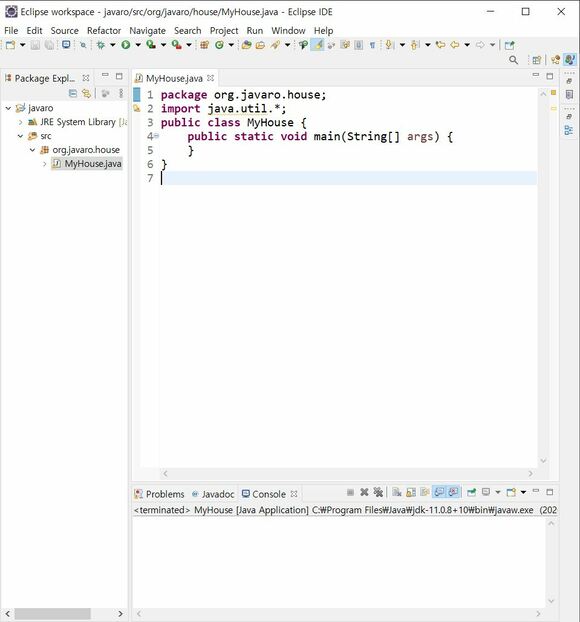 Eclipse workspace - javaro/src/org/javaro/house/MyHouse.java - Eclipse IDE
File Edit Source Refactor Navigate Search Project Run Window Help
Package Expl...
MyHouse.java
javaro
JRE System Library [Ja
src
org.javaro.house
MyHouse.java
1 package org.javaro.house;
2 import java.util.*;
3 public class MyHouse {
4 public static void main(String[] args) {
5 }
6 }
7
Problems @ Javadoc Console
<terminated> MyHouse [Java Application] C:₩Program Files₩Java₩jdk-11.0.8+10₩bin₩javaw.exe (202